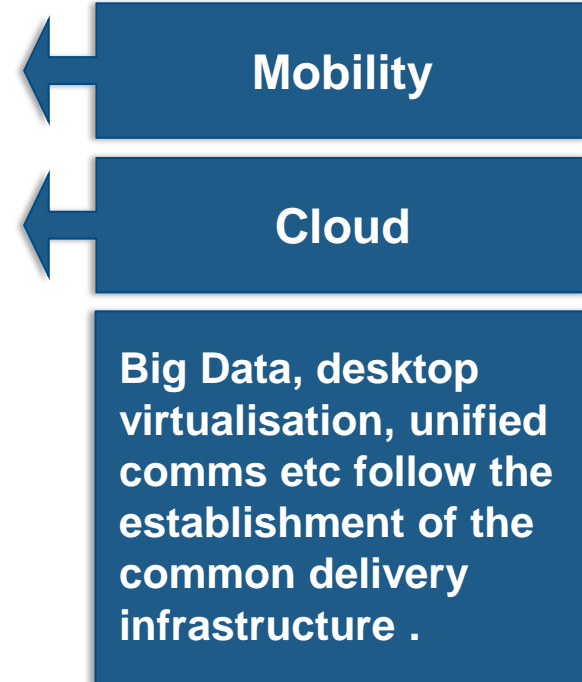 Mobility
Cloud
Big Data, desktop
virtualisation, unified
comms etc follow the
establishment of the
common delivery
infrastructure .